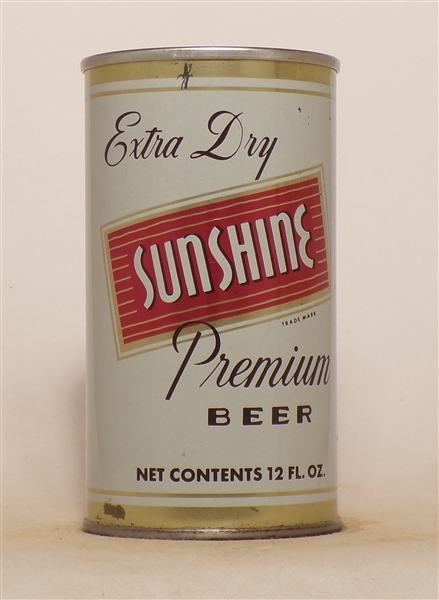 Extra Dry
SUNSHINE
TRADE MARK
Premium
BEER
NET CONTENTS 12 FL. OZ.